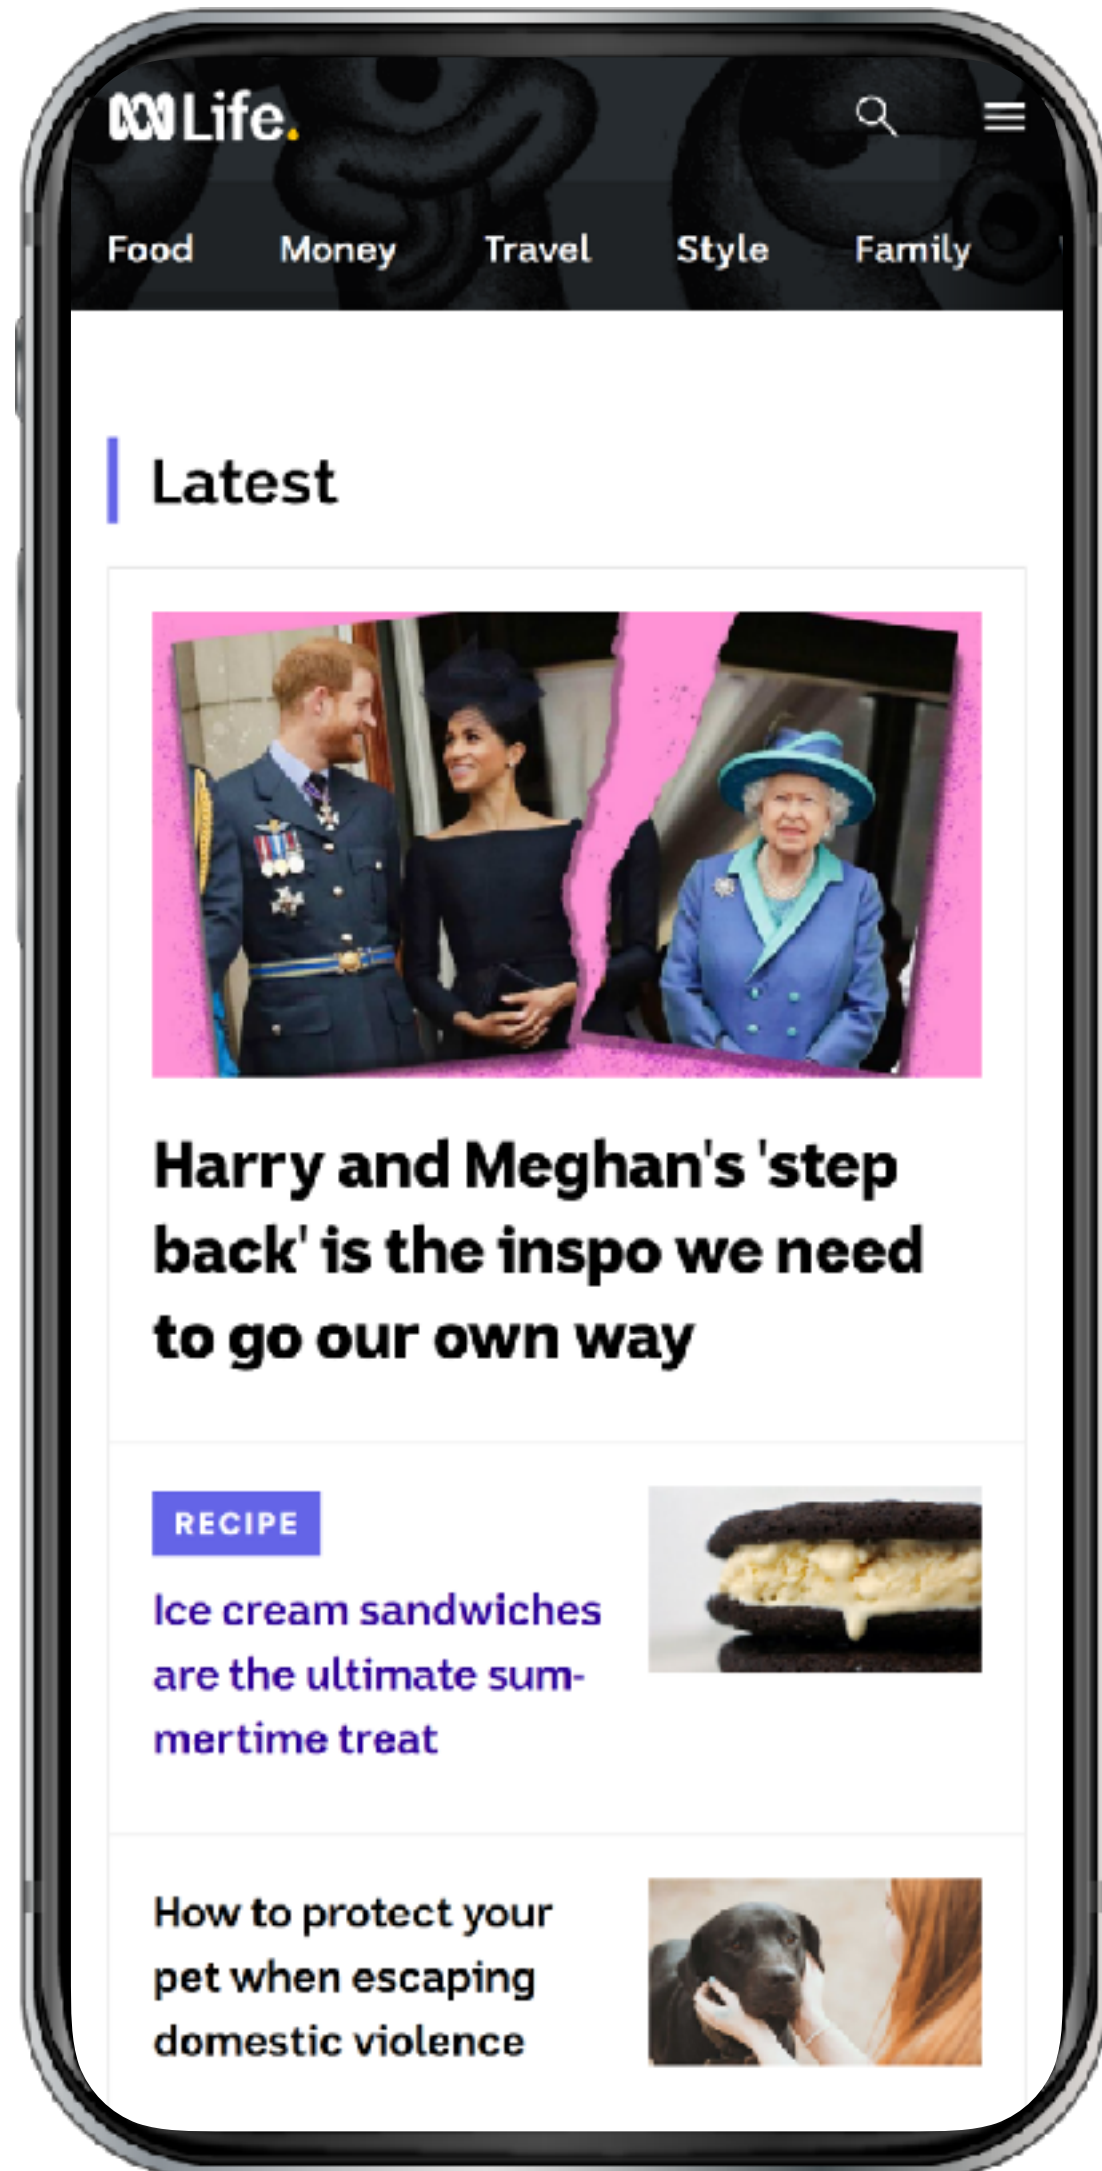 Life.
Food Money Travel Style Family
Latest
Harry and Meghan's 'step
back' is the inspo we need
to go our own way
RECIPE
Ice cream sandwiches
are the ultimate sum-
mertime treat
How to protect your
pet when escaping
domestic violence